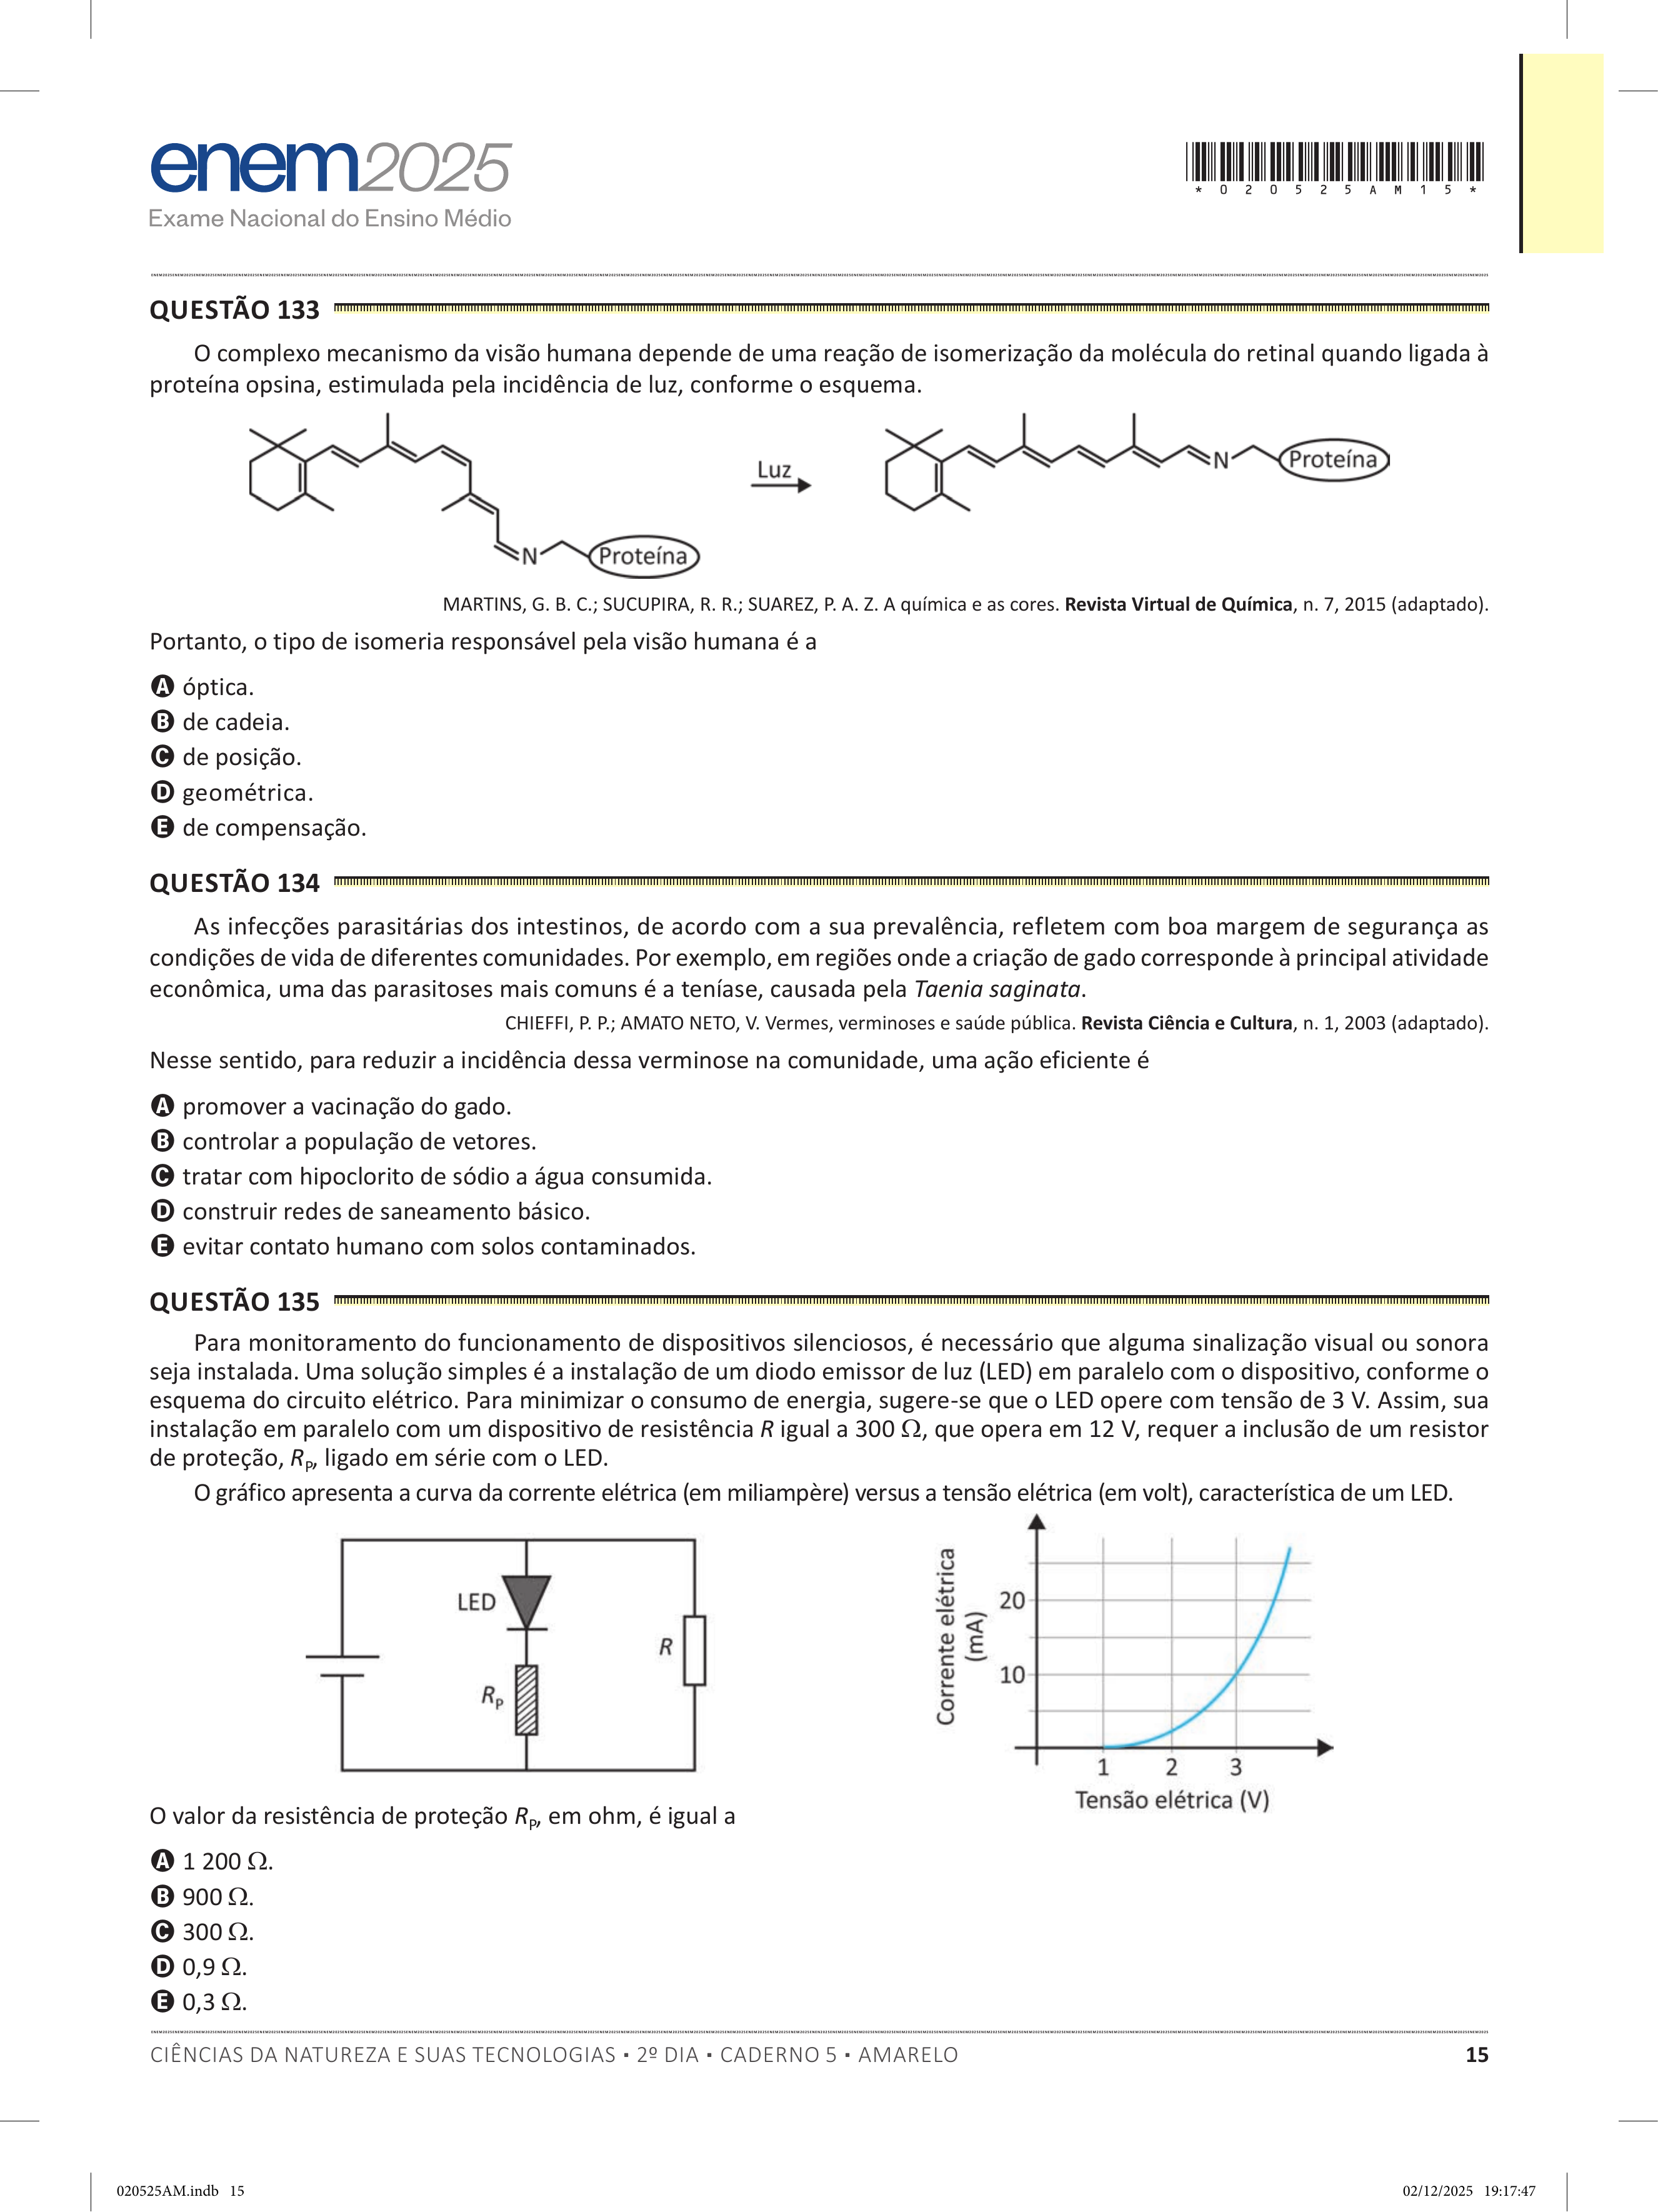 enem2025
Exame Nacional do Ensino Médio
*020525AM15*
QUESTÃO 133
O complexo mecanismo da visão humana depende de uma reação de isomerização da molécula do retinal quando ligada à
proteína opsina, estimulada pela incidência de luz, conforme o esquema.
N
Proteína
Luz
N
Proteína
MARTINS, G. B. C.; SUCUPIRA, R. R.; SUAREZ, P. A. Z. A química e as cores. Revista Virtual de Química, n. 7, 2015 (adaptado).
Portanto, o tipo de isomeria responsável pela visão humana é a
A óptica.
B de cadeia.
C de posição.
D geométrica.
E de compensação.
QUESTÃO 134
As infecções parasitárias dos intestinos, de acordo com a sua prevalência, refletem com boa margem de segurança as
condições de vida de diferentes comunidades. Por exemplo, em regiões onde a criação de gado corresponde à principal atividade
econômica, uma das parasitoses mais comuns é a teníase, causada pela Taenia saginata.
CHIEFFI, P. P.; AMATO NETO, V. Vermes, verminoses e saúde pública. Revista Ciência e Cultura, n. 1, 2003 (adaptado).
Nesse sentido, para reduzir a incidência dessa verminose na comunidade, uma ação eficiente é
A promover a vacinação do gado.
B controlar a população de vetores.
C tratar com hipoclorito de sódio a água consumida.
D construir redes de saneamento básico.
E evitar contato humano com solos contaminados.
QUESTÃO 135
Para monitoramento do funcionamento de dispositivos silenciosos, é necessário que alguma sinalização visual ou sonora
seja instalada. Uma solução simples é a instalação de um diodo emissor de luz (LED) em paralelo com o dispositivo, conforme o
esquema do circuito elétrico. Para minimizar o consumo de energia, sugere-se que o LED opere com tensão de 3 V. Assim, sua
instalação em paralelo com um dispositivo de resistência R igual a 300 Ω, que opera em 12 V, requer a inclusão de um resistor
de proteção, RP, ligado em série com o LED.
O gráfico apresenta a curva da corrente elétrica (em miliampère) versus a tensão elétrica (em volt), característica de um LED.
LED
RP
R
Corrente elétrica
(mA)
20
10
1 2 3
Tensão elétrica (V)
O valor da resistência de proteção RP, em ohm, é igual a
A 1 200 Ω.
B 900 Ω.
C 300 Ω.
D 0,9 Ω.
E 0,3 Ω.
CIÊNCIAS DA NATUREZA E SUAS TECNOLOGIAS ▪ 2º DIA ▪ CADERNO 5 ▪ AMARELO
15
020525AM.indb 15
02/12/2025 19:17:47